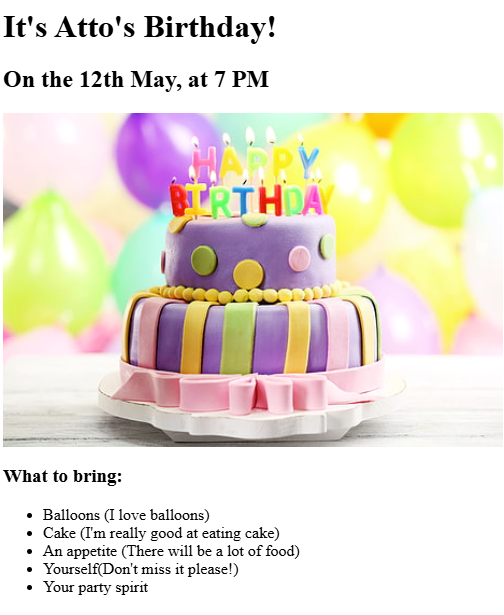 It's Atto's Birthday!
On the 12th May, at 7 PM
HAPPY
BIRTHDAY
What to bring:
Balloons (I love balloons)
Cake (I'm really good at eating cake)
An appetite (There will be a lot of food)
Yourself(Don't miss it please!)
Your party spirit